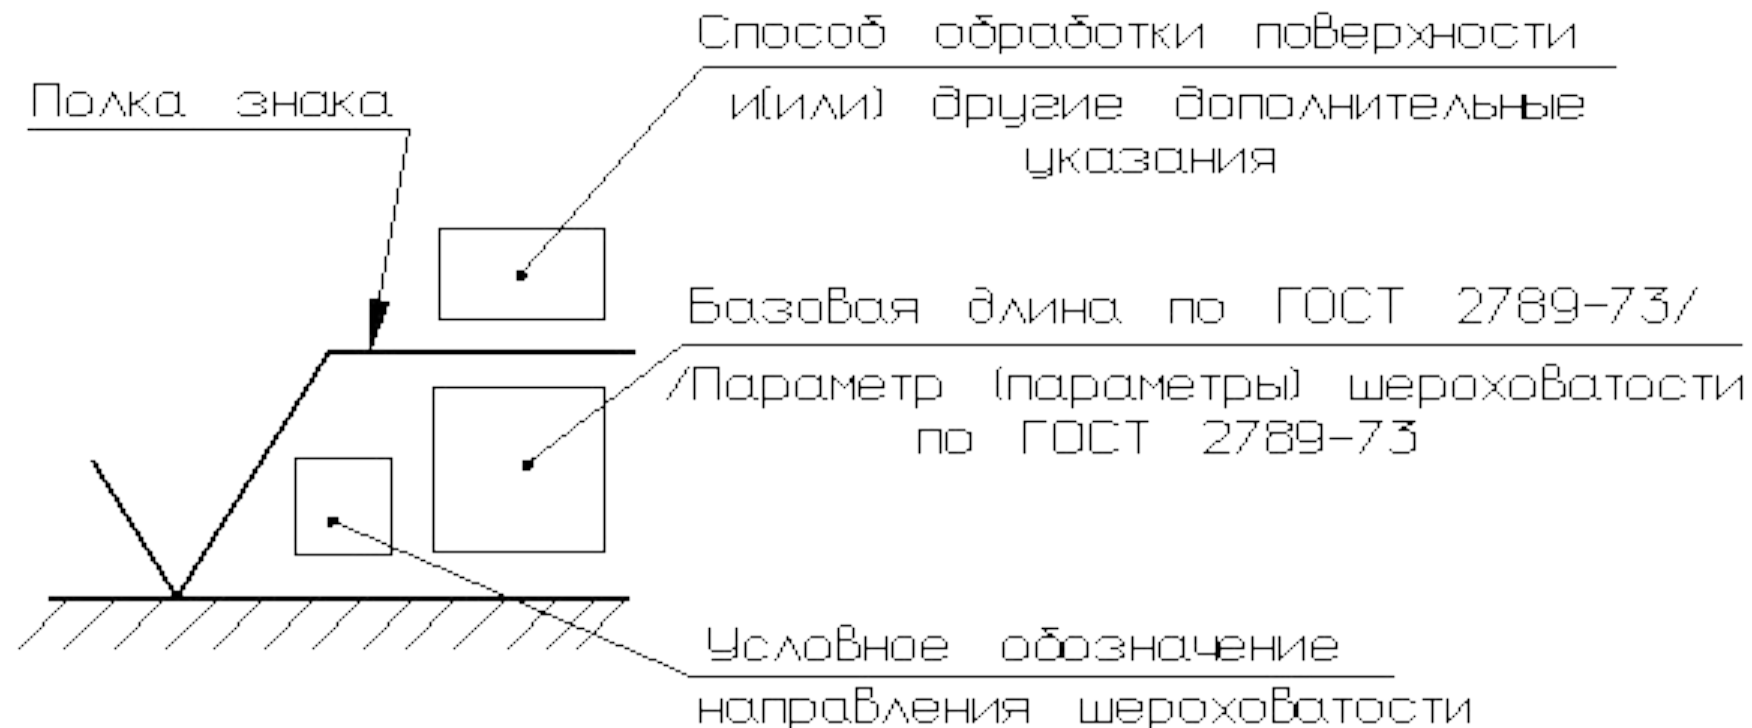 Способ обработки поверхности
и(или) другие дополнительные
указания
Полка знака
Базовая длина по ГОСТ 2789-73/
/Параметр (параметры) шероховатости
по ГОСТ 2789-73
Условное обозначение
направления шероховатости